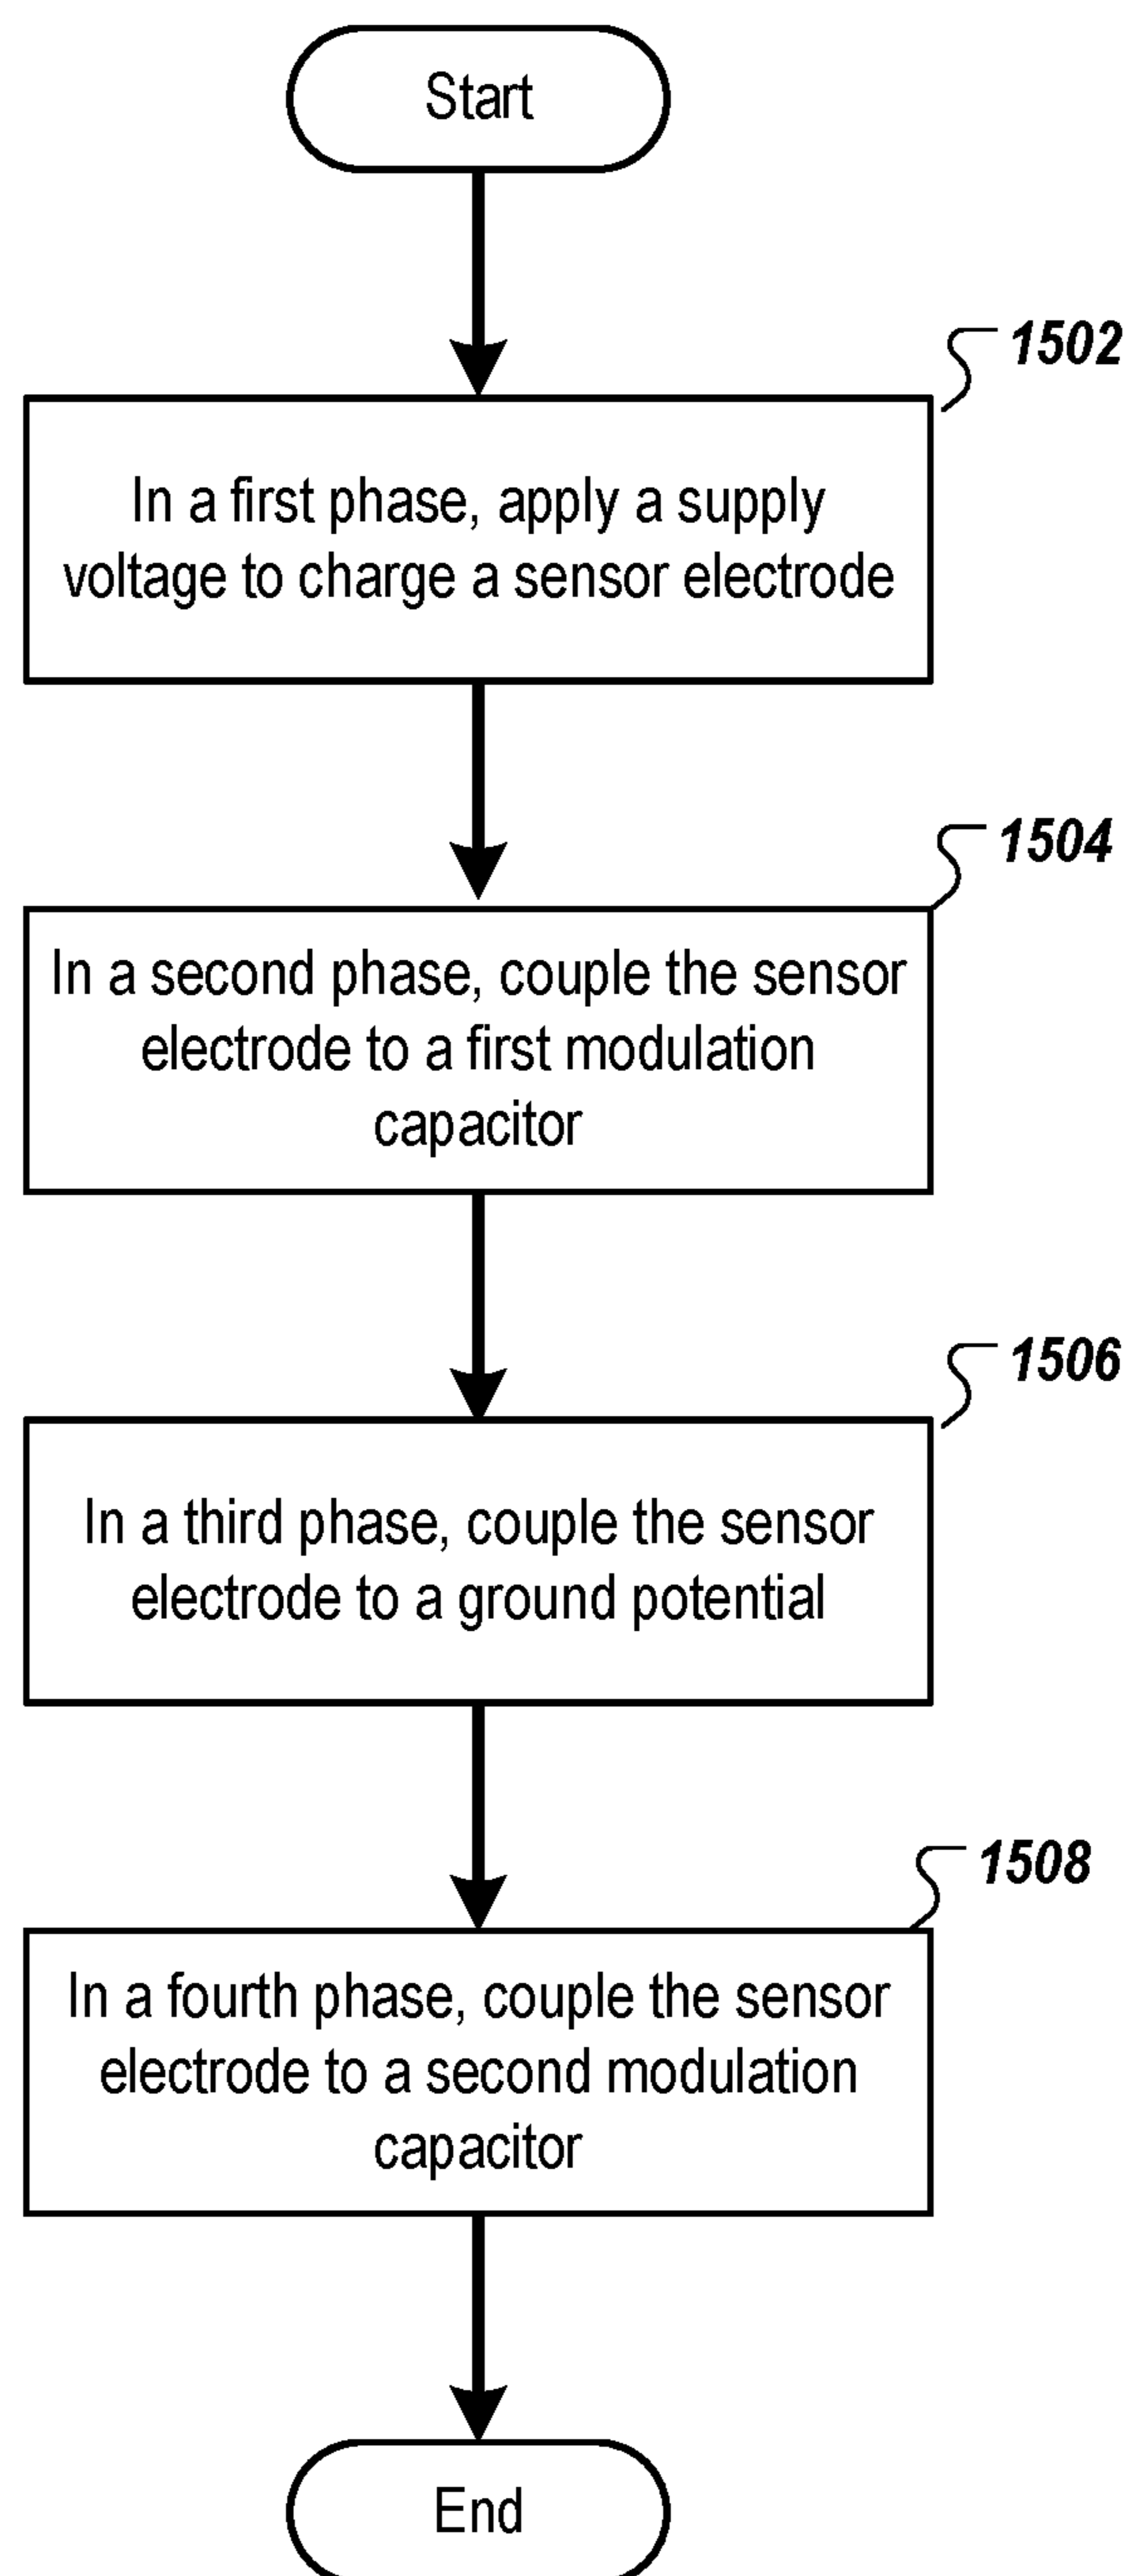 Start
1502
In a first phase, apply a supply
voltage to charge a sensor electrode
1504
In a second phase, couple the sensor
electrode to a first modulation
capacitor
1506
In a third phase, couple the sensor
electrode to a ground potential
1508
In a fourth phase, couple the sensor
electrode to a second modulation
capacitor
End